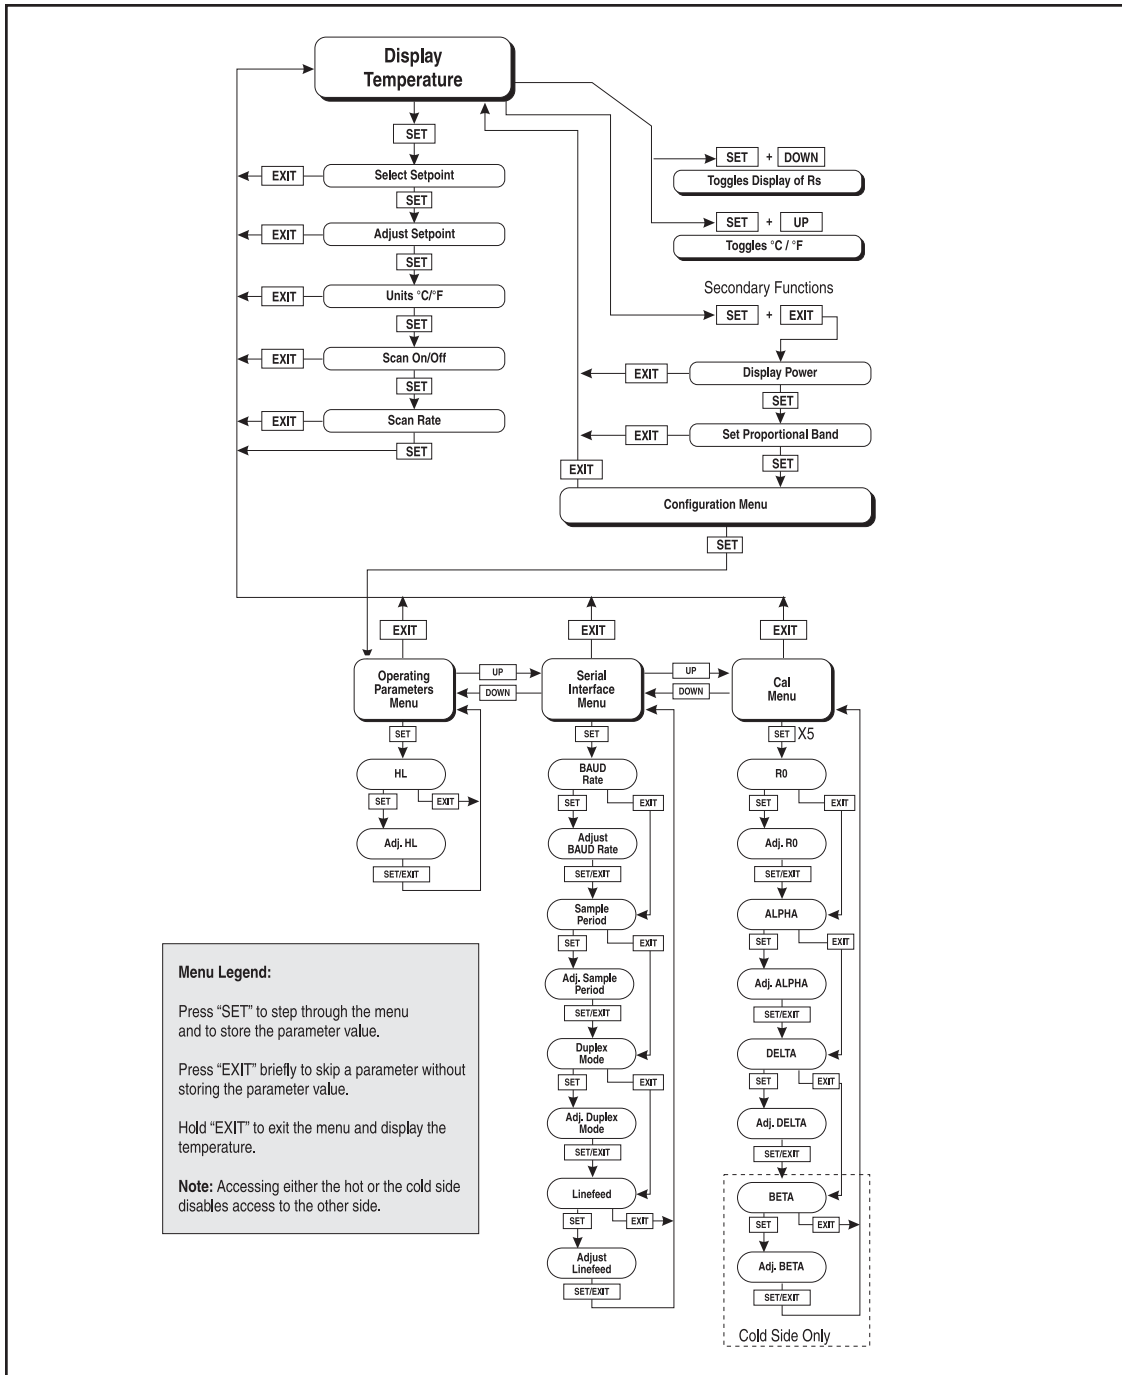 Display
Temperature
SET
EXIT
Select Setpoint
SET
EXIT
Adjust Setpoint
SET
EXIT
Units °C/°F
SET
EXIT
Scan On/Off
SET
EXIT
Scan Rate
SET
SET + DOWN
Toggles Display of Rs
SET + UP
Toggles °C / °F
Secondary Functions
SET + EXIT
EXIT
Display Power
SET
EXIT
Set Proportional Band
SET
EXIT
Configuration Menu
SET
EXIT
EXIT
EXIT
Operating
Parameters
Menu
UP
DOWN
Serial
Interface
Menu
UP
DOWN
Cal
Menu
SET
HL
SET
EXIT
Adj. HL
SET/EXIT
SET
BAUD
Rate
SET
EXIT
Adjust
BAUD Rate
SET/EXIT
Sample
Period
SET
EXIT
Adj. Sample
Period
SET/EXIT
Duplex
Mode
SET
EXIT
Adj. Duplex
Mode
SET/EXIT
Linefeed
SET
EXIT
Adjust
Linefeed
SET/EXIT
SET X5
R0
SET
EXIT
Adj. R0
SET/EXIT
ALPHA
SET
EXIT
Adj. ALPHA
SET/EXIT
DELTA
SET
EXIT
Adj. DELTA
SET/EXIT
BETA
SET
EXIT
Adj. BETA
SET/EXIT
Cold Side Only
Menu Legend:
Press “SET” to step through the menu
and to store the parameter value.
Press “EXIT” briefly to skip a parameter without
storing the parameter value.
Hold “EXIT” to exit the menu and display the
temperature.
Note: Accessing either the hot or the cold side
disables access to the other side.